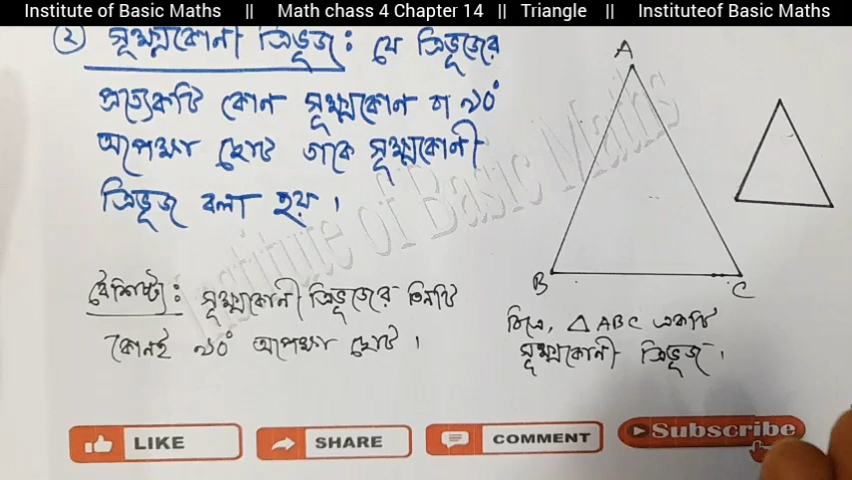 Institute of Basic Maths || Math chass 4 Chapter 14 || Triangle || Instituteof Basic Maths
২) সূক্ষ্মকোণী ত্রিভূজ: যে ত্রিভূজের
প্রত্যেকটি কোন সূক্ষ্মকোন বা ৯০°
অপেক্ষা ছোট তাকে সূক্ষ্মকোণী
ত্রিভূজ বলা হয়।
বৈশিষ্ট্য: সূক্ষ্মকোণী ত্রিভূজের তিনটি
কোনই ৯০° অপেক্ষা ছোট।
A
B
C
চিত্রে, △ ABC একটি
সূক্ষ্মকোণী ত্রিভূজ।
Institute of Basic Maths
LIKE
SHARE
COMMENT
Subscribe